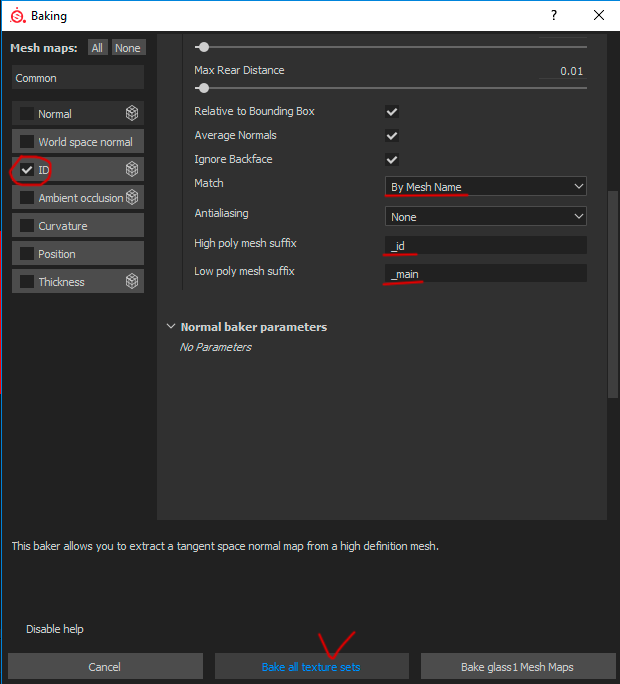 Baking
?
Mesh maps: All None
Common
Normal
World space normal
ID
Ambient occlusion
Curvature
Position
Thickness
Max Rear Distance
0.01
Relative to Bounding Box
Average Normals
Ignore Backface
Match
By Mesh Name
Antialiasing
None
High poly mesh suffix
_id
Low poly mesh suffix
_main
Normal baker parameters
No Parameters
This baker allows you to extract a tangent space normal map from a high definition mesh.
Disable help
Cancel
Bake all texture sets
Bake glass1 Mesh Maps